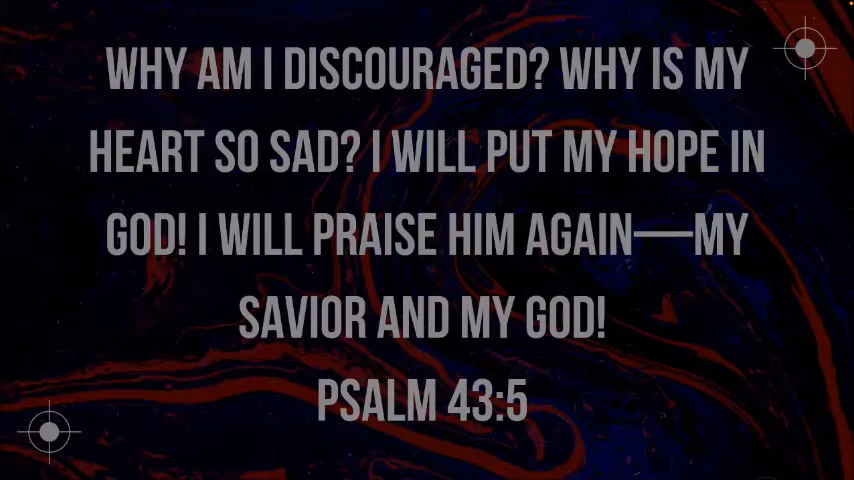 WHY AM I DISCOURAGED? WHY IS MY
HEART SO SAD? I WILL PUT MY HOPE IN
GOD! I WILL PRAISE HIM AGAIN—MY
SAVIOR AND MY GOD!
PSALM 43:5